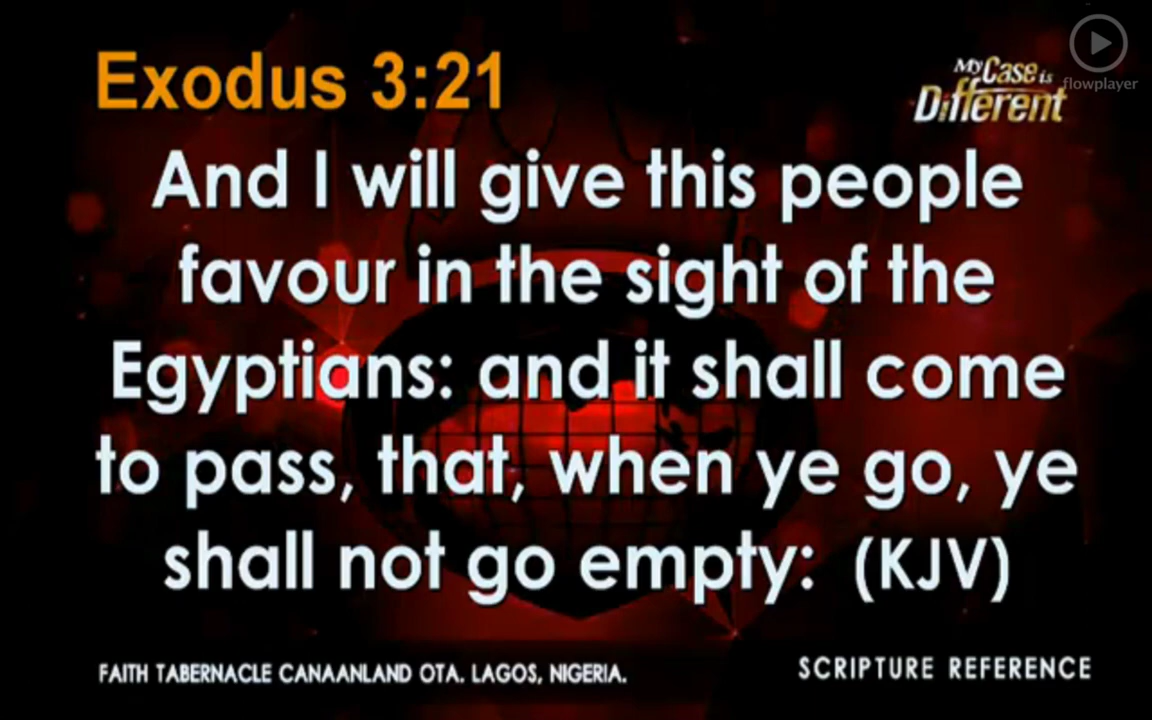 Exodus 3:21
My Case is
Different
flowplayer
And I will give this people
favour in the sight of the
Egyptians: and it shall come
to pass, that, when ye go, ye
shall not go empty: (KJV)
FAITH TABERNACLE CANAANLAND OTA. LAGOS, NIGERIA.
SCRIPTURE REFERENCE